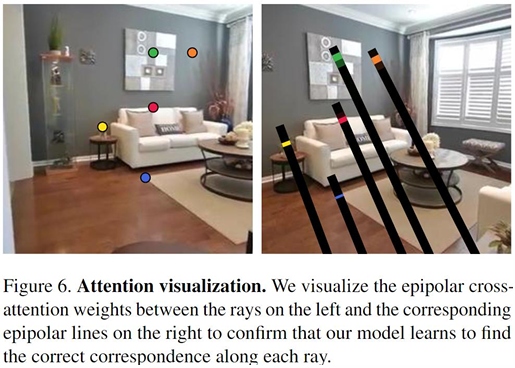 HOME
Figure 6. Attention visualization. We visualize the epipolar cross-
attention weights between the rays on the left and the corresponding
epipolar lines on the right to confirm that our model learns to find
the correct correspondence along each ray.